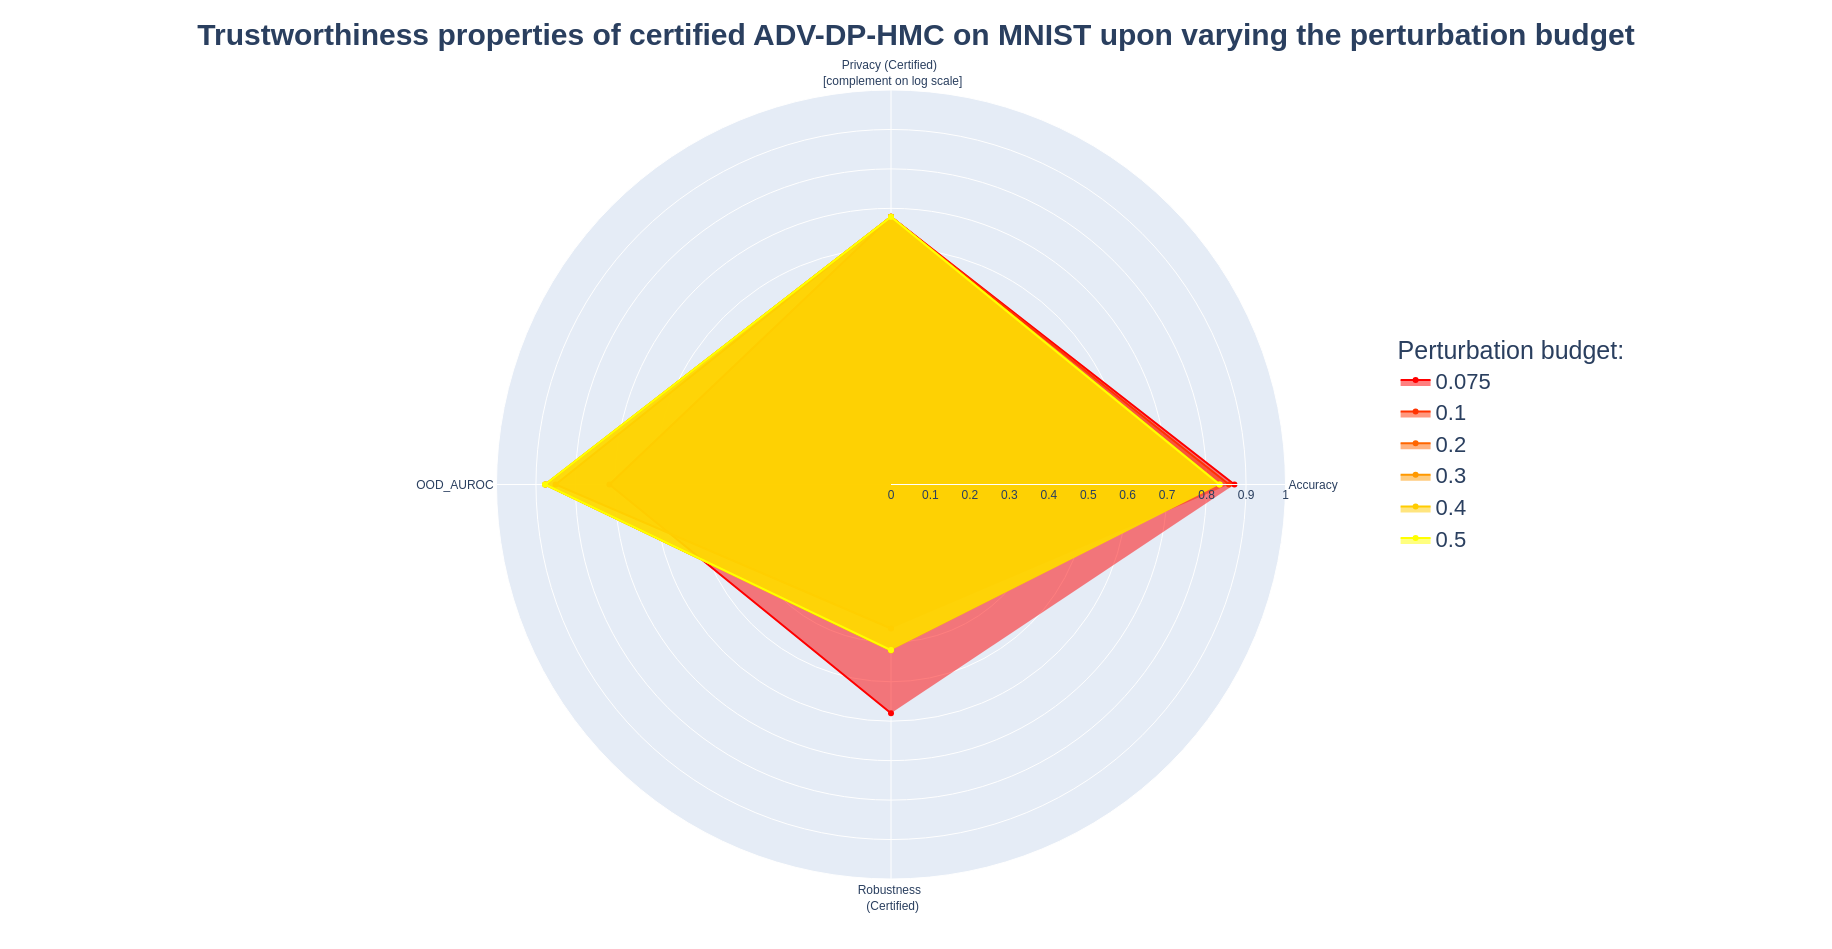 Trustworthiness properties of certified ADV-DP-HMC on MNIST upon varying the perturbation budget
Privacy (Certified)
[complement on log scale]
OOD_AUROC
0 0.1 0.2 0.3 0.4 0.5 0.6 0.7 0.8 0.9 1
Accuracy
Robustness
(Certified)
Perturbation budget:
0.075
0.1
0.2
0.3
0.4
0.5